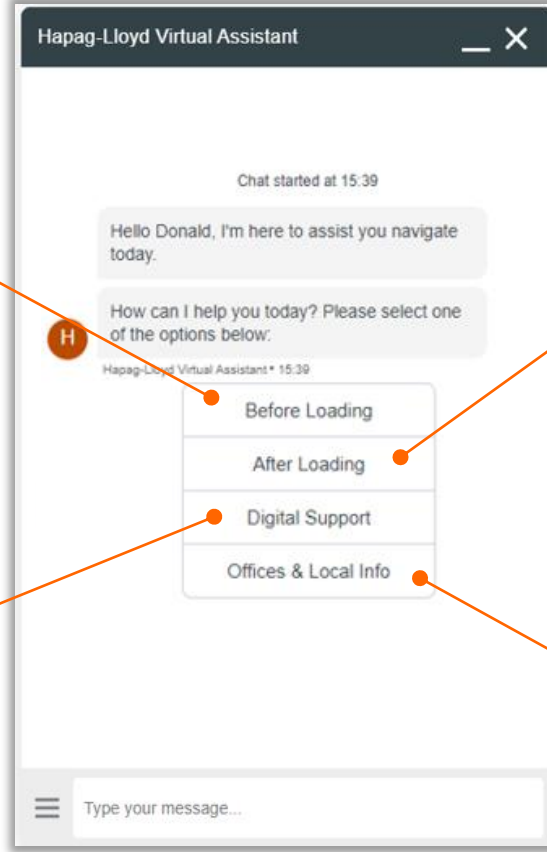 Hapag-Lloyd Virtual Assistant
Chat started at 15:39
Hello Donald, I'm here to assist you navigate
today.
How can I help you today? Please select one
of the options below:
H
Hapag-Lloyd Virtual Assistant • 15:39
Before Loading
After Loading
Digital Support
Offices & Local Info
Type your message...